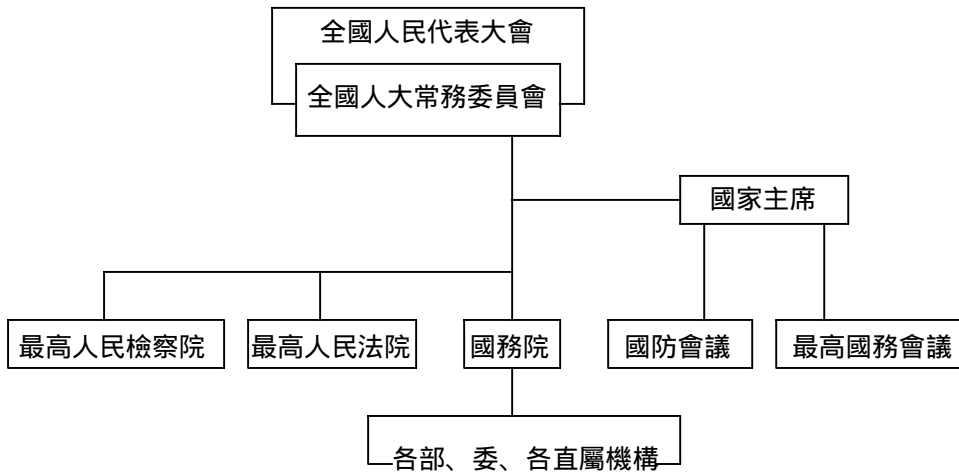 全國人民代表大會
全國人大常務委員會
國家主席
最高人民檢察院
最高人民法院
國務院
國防會議
最高國務會議
各部、委、各直屬機構